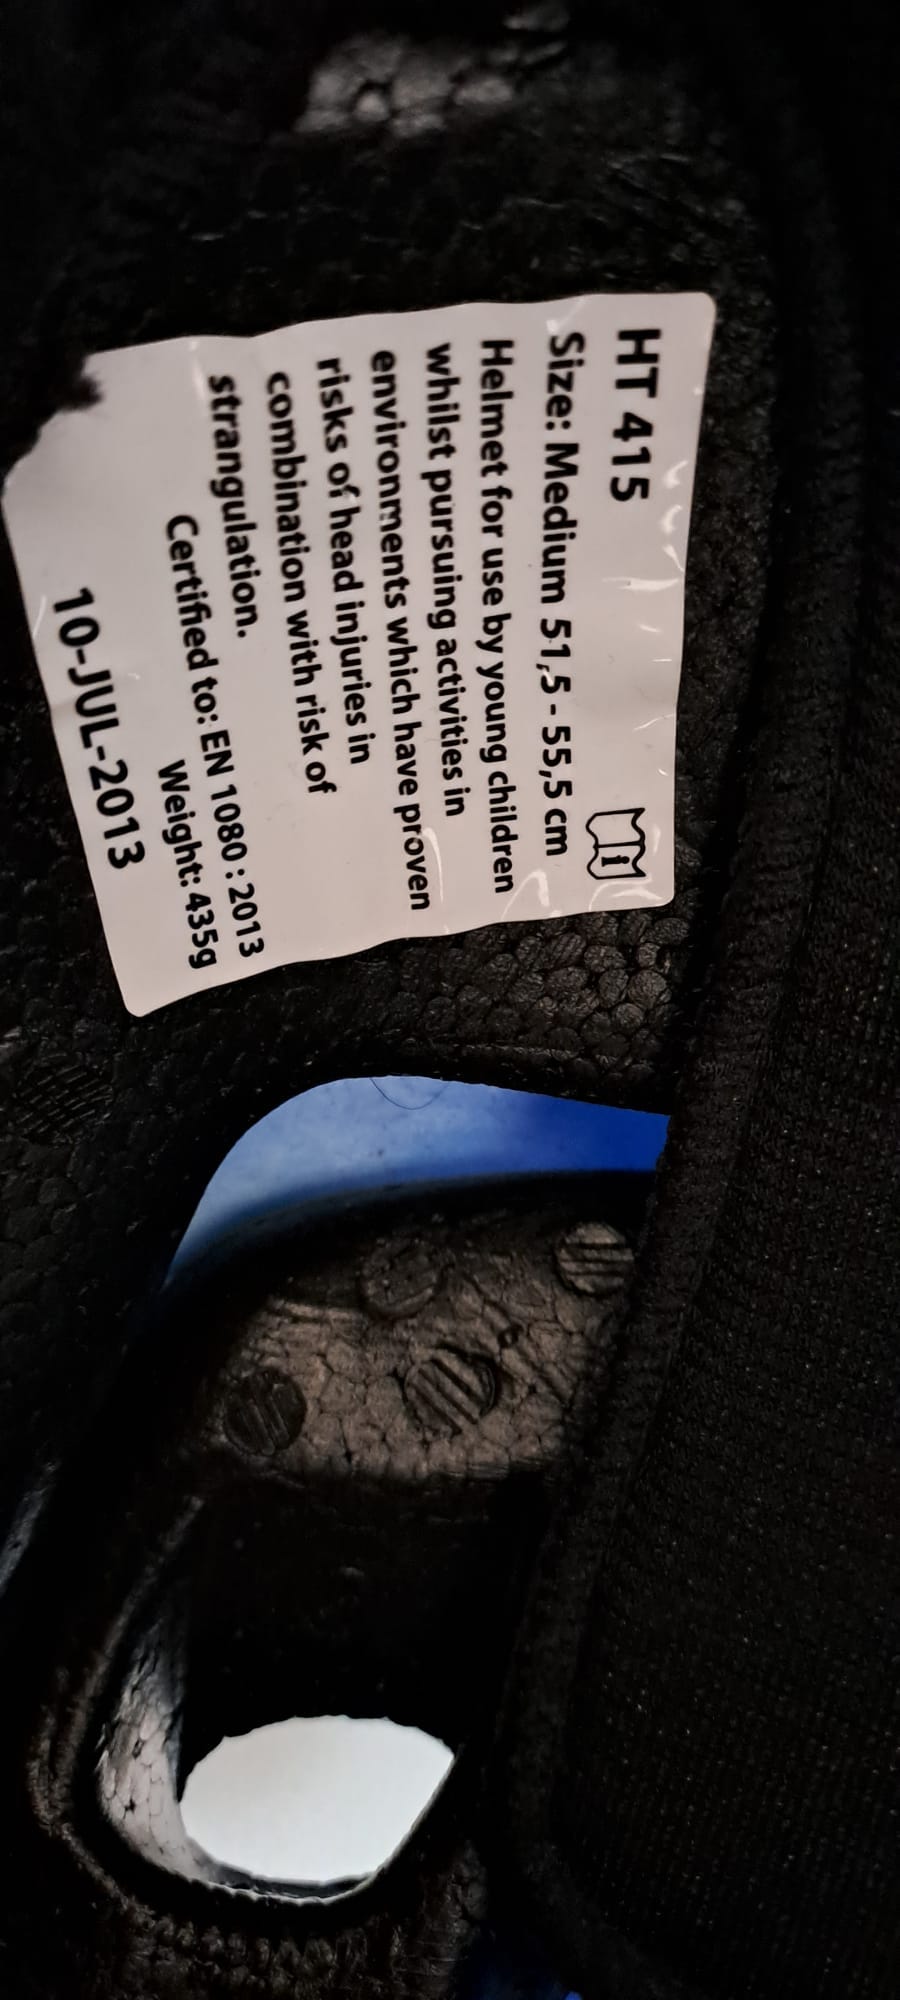 HT 415
Size: Medium 51,5 - 55,5 cm
Helmet for use by young children
whilst pursuing activities in
environments which have proven
risks of head injuries in
combination with risk of
strangulation.
Certified to: EN 1080 : 2013
Weight: 435g
10-JUL-2013